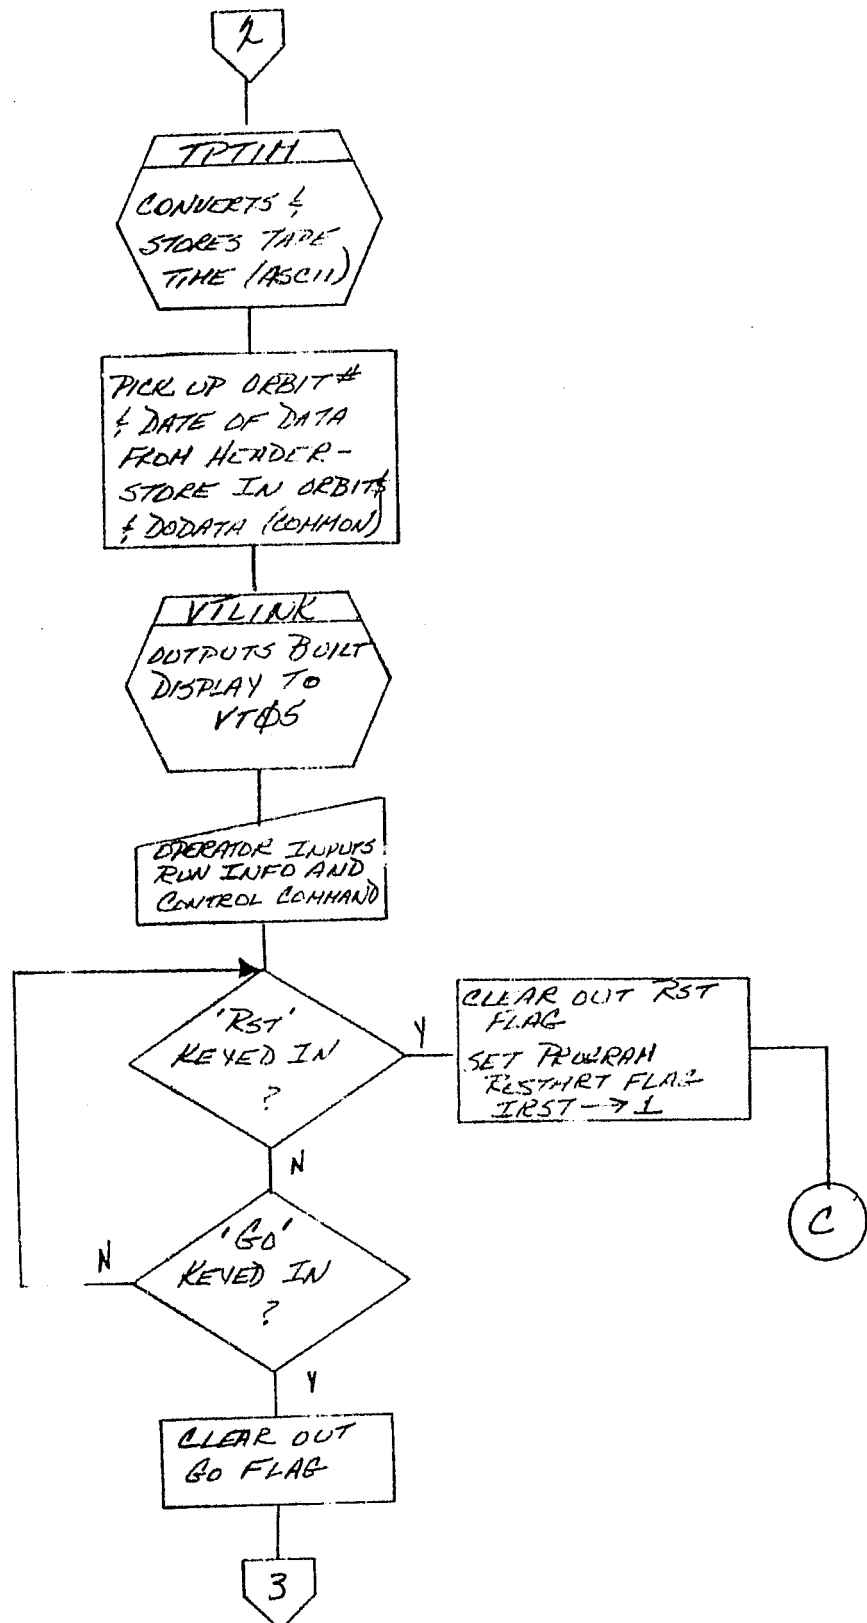 2
TPTIM
CONVERTS &
STORES TAPE
TIME (ASCII)
PICK UP ORBIT #
& DATE OF DATA
FROM HEADER-
STORE IN ORBIT$
& DODATA (COMMON)
VTLINK
OUTPUTS BUILT
DISPLAY TO
VTØ5
OPERATOR INPUTS
RUN INFO AND
CONTROL COMMAND
'RST'
KEYED IN
?
Y
CLEAR OUT RST
FLAG
SET PROGRAM
RESTART FLAG
IRST → 1
C
N
'GO'
KEYED IN
?
N
Y
CLEAR OUT
GO FLAG
3